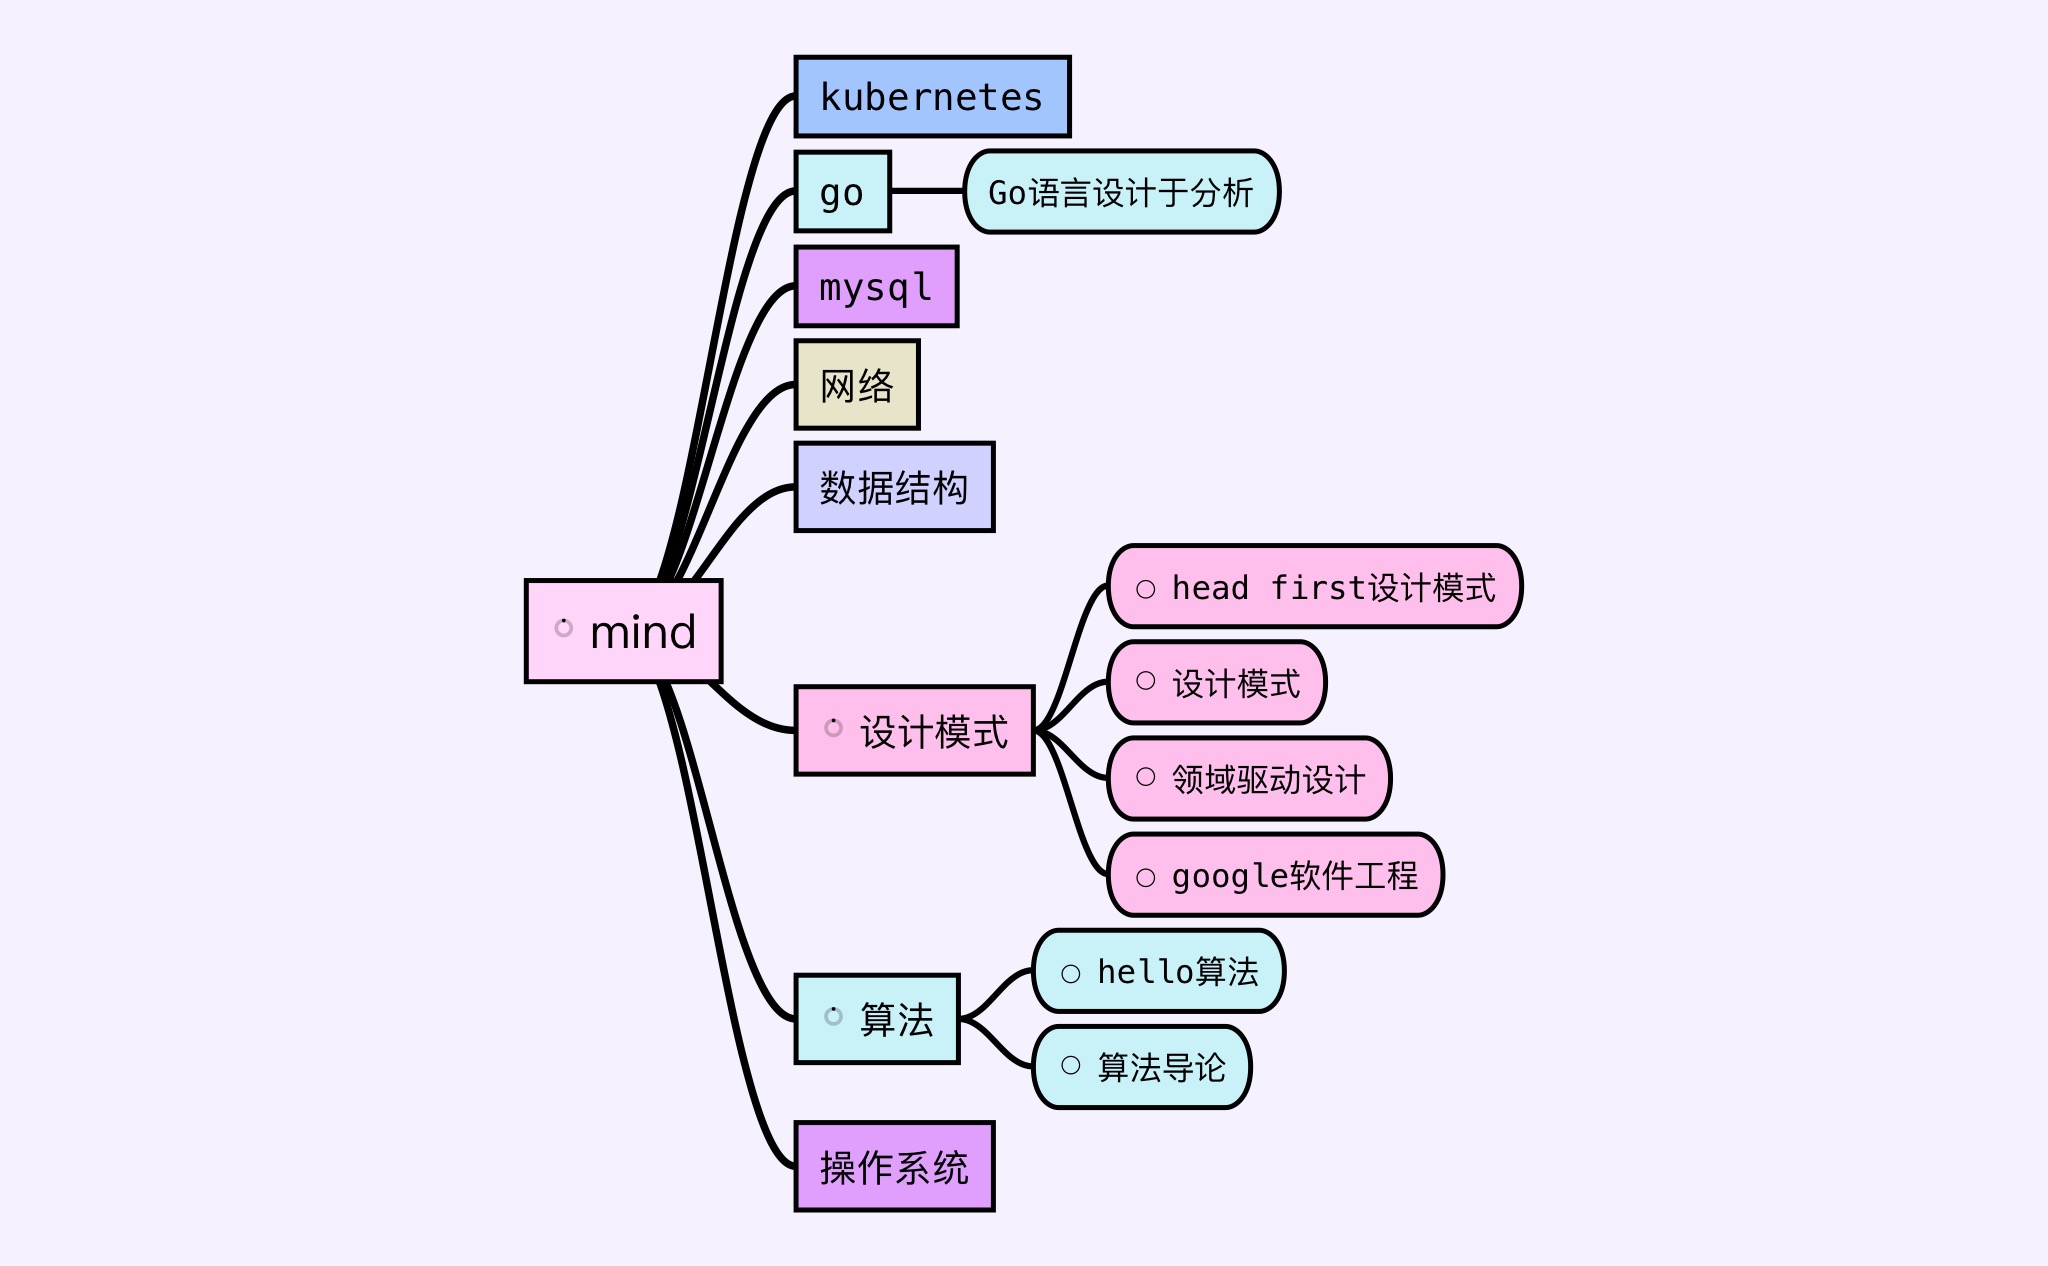 kubernetes
go
Go语言设计于分析
mysql
网络
数据结构
mind
设计模式
head first设计模式
设计模式
领域驱动设计
google软件工程
算法
hello算法
算法导论
操作系统